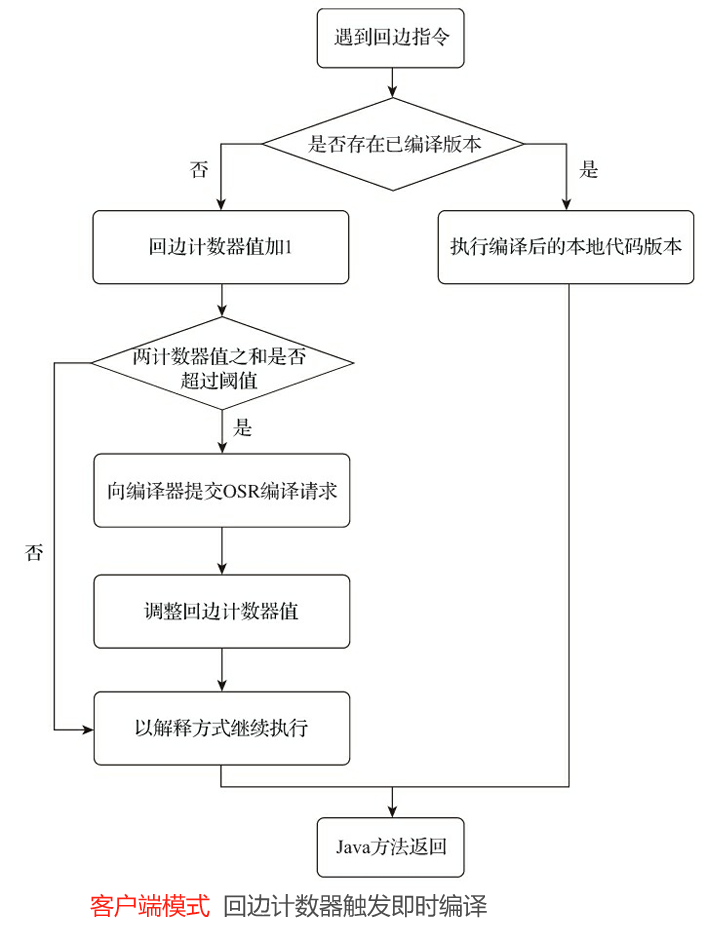 遇到回边指令
是否存在已编译版本
否
是
回边计数器值加1
执行编译后的本地代码版本
两计数器值之和是否
超过阈值
是
向编译器提交OSR编译请求
否
调整回边计数器值
以解释方式继续执行
Java方法返回
客户端模式 回边计数器触发即时编译